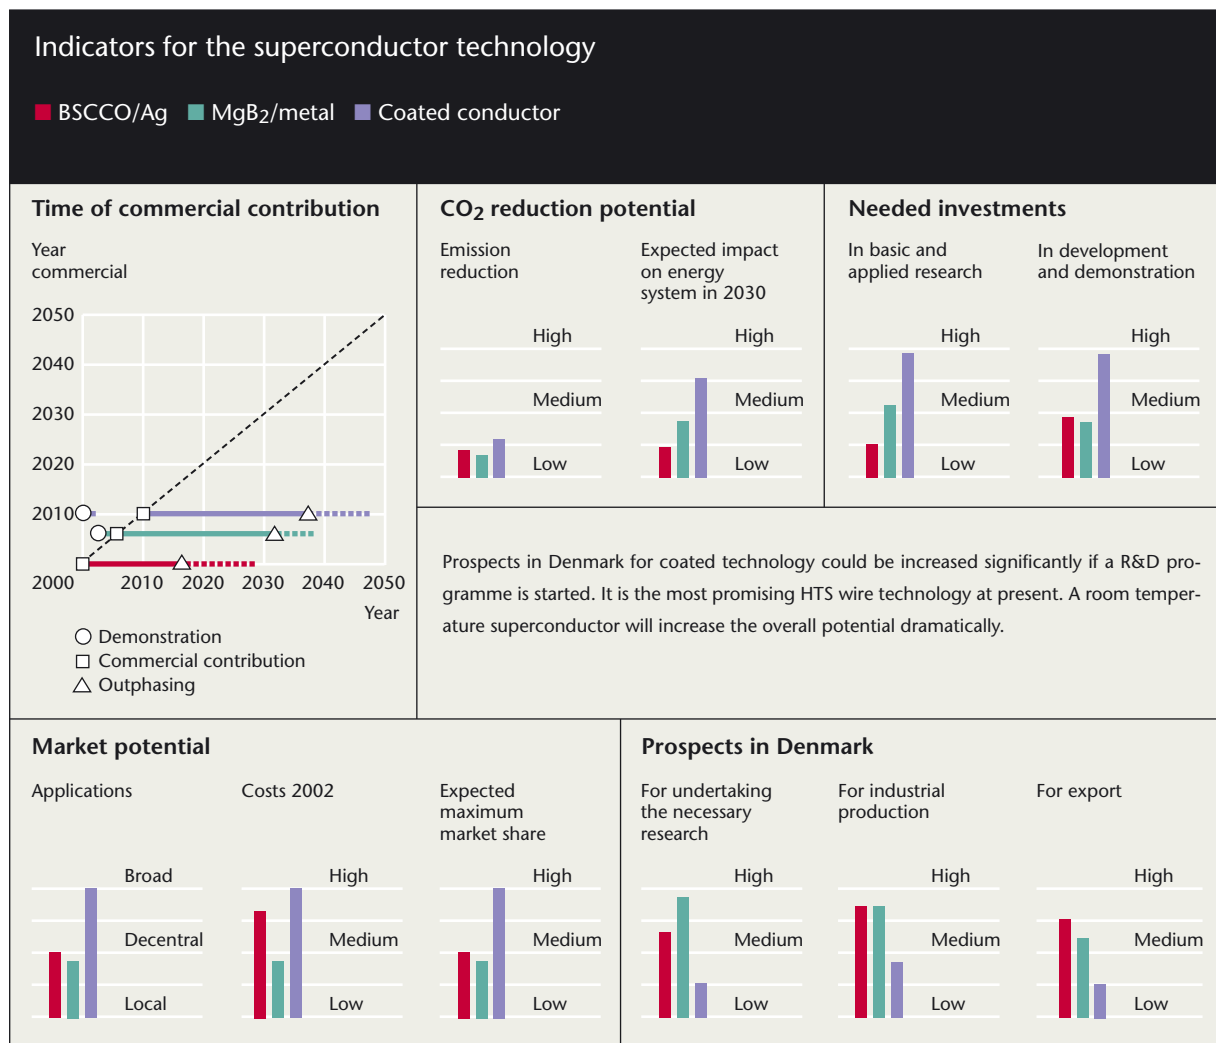 Indicators for the superconductor technology
BSCCO/Ag MgB2/metal Coated conductor
Time of commercial contribution
Year
commercial
2050
2040
2030
2020
2010
2000 2010 2020 2030 2040 2050
Year
Demonstration
Commercial contribution
Outphasing
CO2 reduction potential
Emission
reduction
High
Medium
Low
Expected impact
on energy
system in 2030
High
Medium
Low
Needed investments
In basic and
applied research
High
Medium
Low
In development
and demonstration
High
Medium
Low
Prospects in Denmark for coated technology could be increased significantly if a R&D pro-
gramme is started. It is the most promising HTS wire technology at present. A room temper-
ature superconductor will increase the overall potential dramatically.
Market potential
Applications
Broad
Decentral
Local
Costs 2002
High
Medium
Low
Expected
maximum
market share
High
Medium
Low
Prospects in Denmark
For undertaking
the necessary
research
High
Medium
Low
For industrial
production
High
Medium
Low
For export
High
Medium
Low